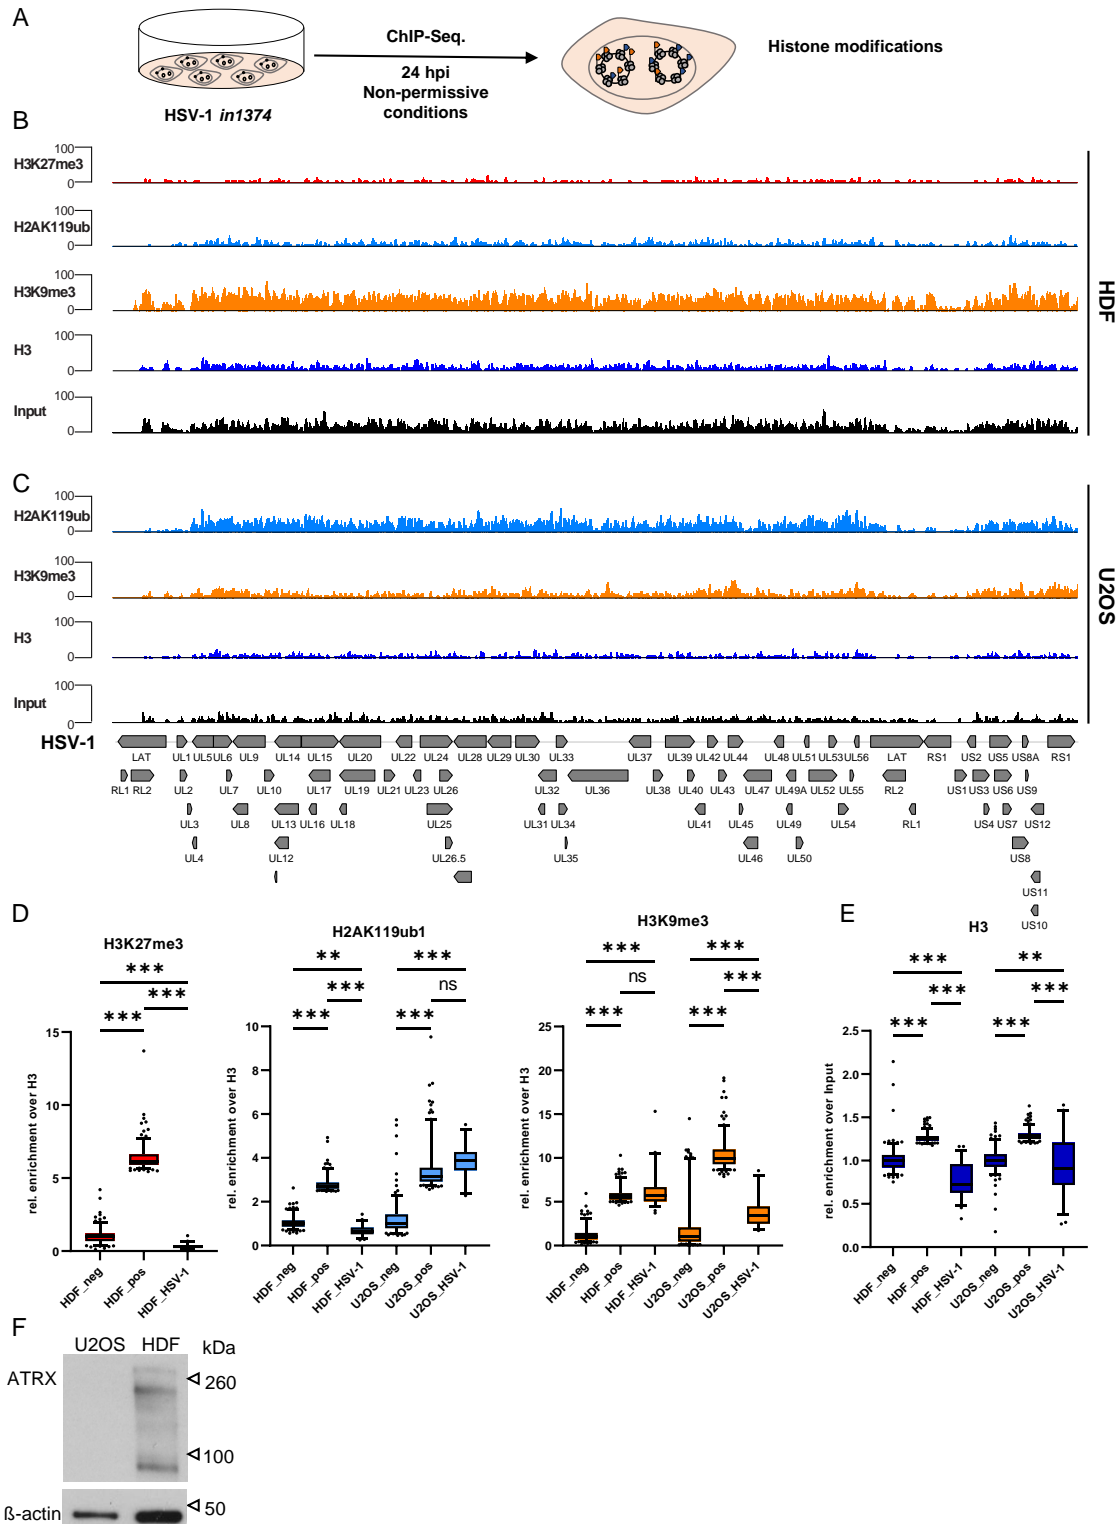 A
ChIP-Seq.
24 hpi
Non-permissive
conditions
HSV-1 in1374
Histone modifications
B
100
H3K27me3
0
100
H2AK119ub
0
100
H3K9me3
0
100
H3
0
100
Input
0
HDF
C
100
H2AK119ub
0
100
H3K9me3
0
100
H3
0
100
Input
0
U2OS
HSV-1
LAT UL1 UL5 UL6 UL9 UL14 UL15 UL20 UL22 UL24 UL28 UL29 UL30 UL33 UL37 UL39 UL42 UL44 UL48 UL51 UL53 UL56 LAT RS1 US2 US5 US8A RS1
RL1 RL2 UL2 UL7 UL10 UL17 UL19 UL21 UL23 UL26 UL32 UL36 UL38 UL40 UL43 UL47 UL49A UL52 UL55 RL2 US1 US3 US6 US9
UL3 UL8 UL13 UL16 UL18 UL25 UL31 UL34 UL41 UL45 UL49 UL54 RL1 US4 US7 US12
UL4 UL12 UL26.5 UL35 UL46 UL50 US8
US11
US10
D
H3K27me3
***
***
***
rel. enrichment over H3
15
10
5
0
HDF_neg
HDF_pos
HDF_HSV-1
H2AK119ub1
** ***
*** ns
*** ***
rel. enrichment over H3
10
8
6
4
2
0
HDF_neg
HDF_pos
HDF_HSV-1
U2OS_neg
U2OS_pos
U2OS_HSV-1
H3K9me3
*** ***
ns ***
*** ***
rel. enrichment over H3
25
20
15
10
5
0
HDF_neg
HDF_pos
HDF_HSV-1
U2OS_neg
U2OS_pos
U2OS_HSV-1
E
H3
*** **
*** ***
*** ***
rel. enrichment over Input
2.5
2.0
1.5
1.0
0.5
0.0
HDF_neg
HDF_pos
HDF_HSV-1
U2OS_neg
U2OS_pos
U2OS_HSV-1
F
U2OS HDF kDa
ATRX
260
100
ß-actin
50